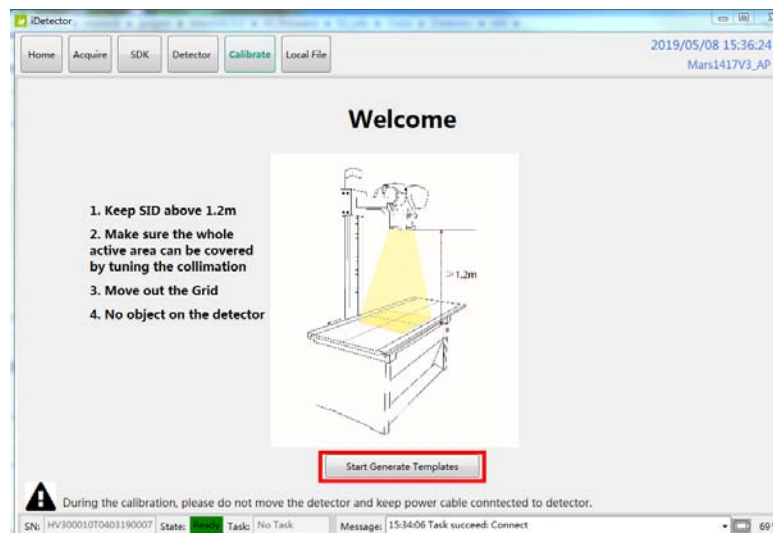 iDetector
Home Acquire SDK Detector Calibrate Local File
2019/05/08 15:36:24
Mars1417V3_AP
Welcome
1. Keep SID above 1.2m
2. Make sure the whole
active area can be covered
by tuning the collimation
3. Move out the Grid
4. No object on the detector
>1.2m
Start Generate Templates
During the calibration, please do not move the detector and keep power cable conntected to detector.
SN: HV300010T0403190007 State: Ready Task: No Task Message: 15:34:06 Task succeed: Connect 69